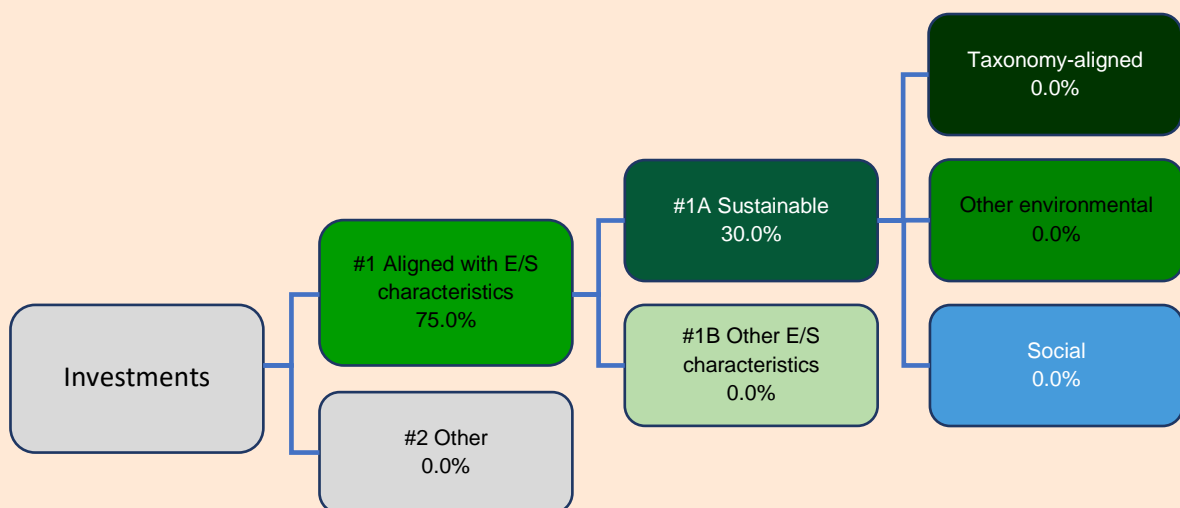 Investments
#1 Aligned with E/S
characteristics
75.0%
#2 Other
0.0%
#1A Sustainable
30.0%
#1B Other E/S
characteristics
0.0%
Taxonomy-aligned
0.0%
Other environmental
0.0%
Social
0.0%